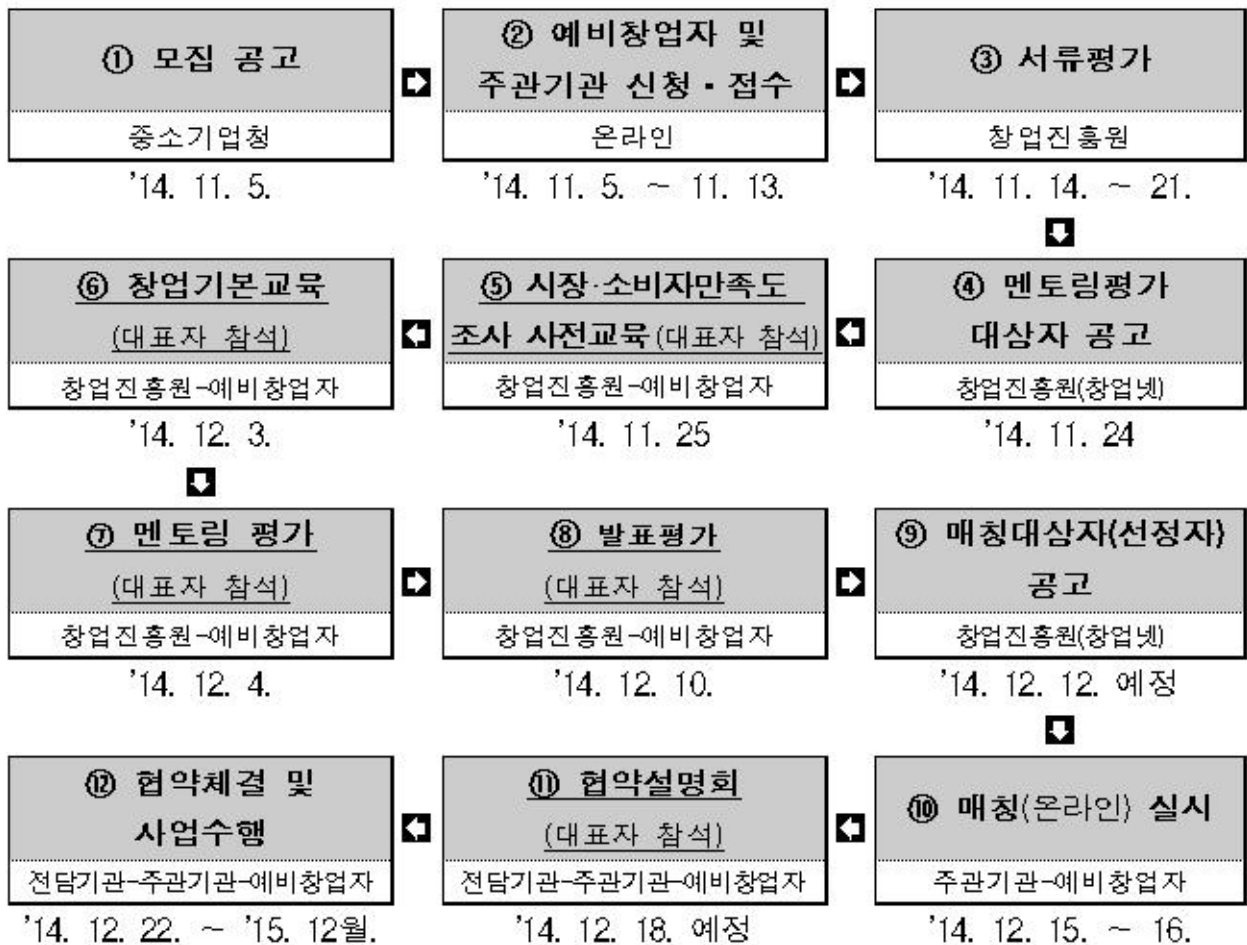 ① 모집 공고
중소기업청
'14. 11. 5.
② 예비창업자 및
주관기관 신청·접수
온라인
'14. 11. 5. ~ 11. 13.
③ 서류평가
창업진흥원
'14. 11. 14. ~ 21.
④ 멘토링평가
대상자 공고
창업진흥원(창업넷)
'14. 11. 24
⑤ 시장·소비자만족도
조사 사전교육(대표자 참석)
창업진흥원-예비창업자
'14. 11. 25
⑥ 창업기본교육
(대표자 참석)
창업진흥원-예비창업자
'14. 12. 3.
⑦ 멘토링 평가
(대표자 참석)
창업진흥원-예비창업자
'14. 12. 4.
⑧ 발표평가
(대표자 참석)
창업진흥원-예비창업자
'14. 12. 10.
⑨ 매칭대상자(선정자)
공고
창업진흥원(창업넷)
'14. 12. 12. 예정
⑩ 매칭(온라인) 실시
주관기관-예비창업자
'14. 12. 15. ~ 16.
⑪ 협약설명회
(대표자 참석)
전담기관-주관기관-예비창업자
'14. 12. 18. 예정
⑫ 협약체결 및
사업수행
전담기관-주관기관-예비창업자
'14. 12. 22. ~ '15. 12월.